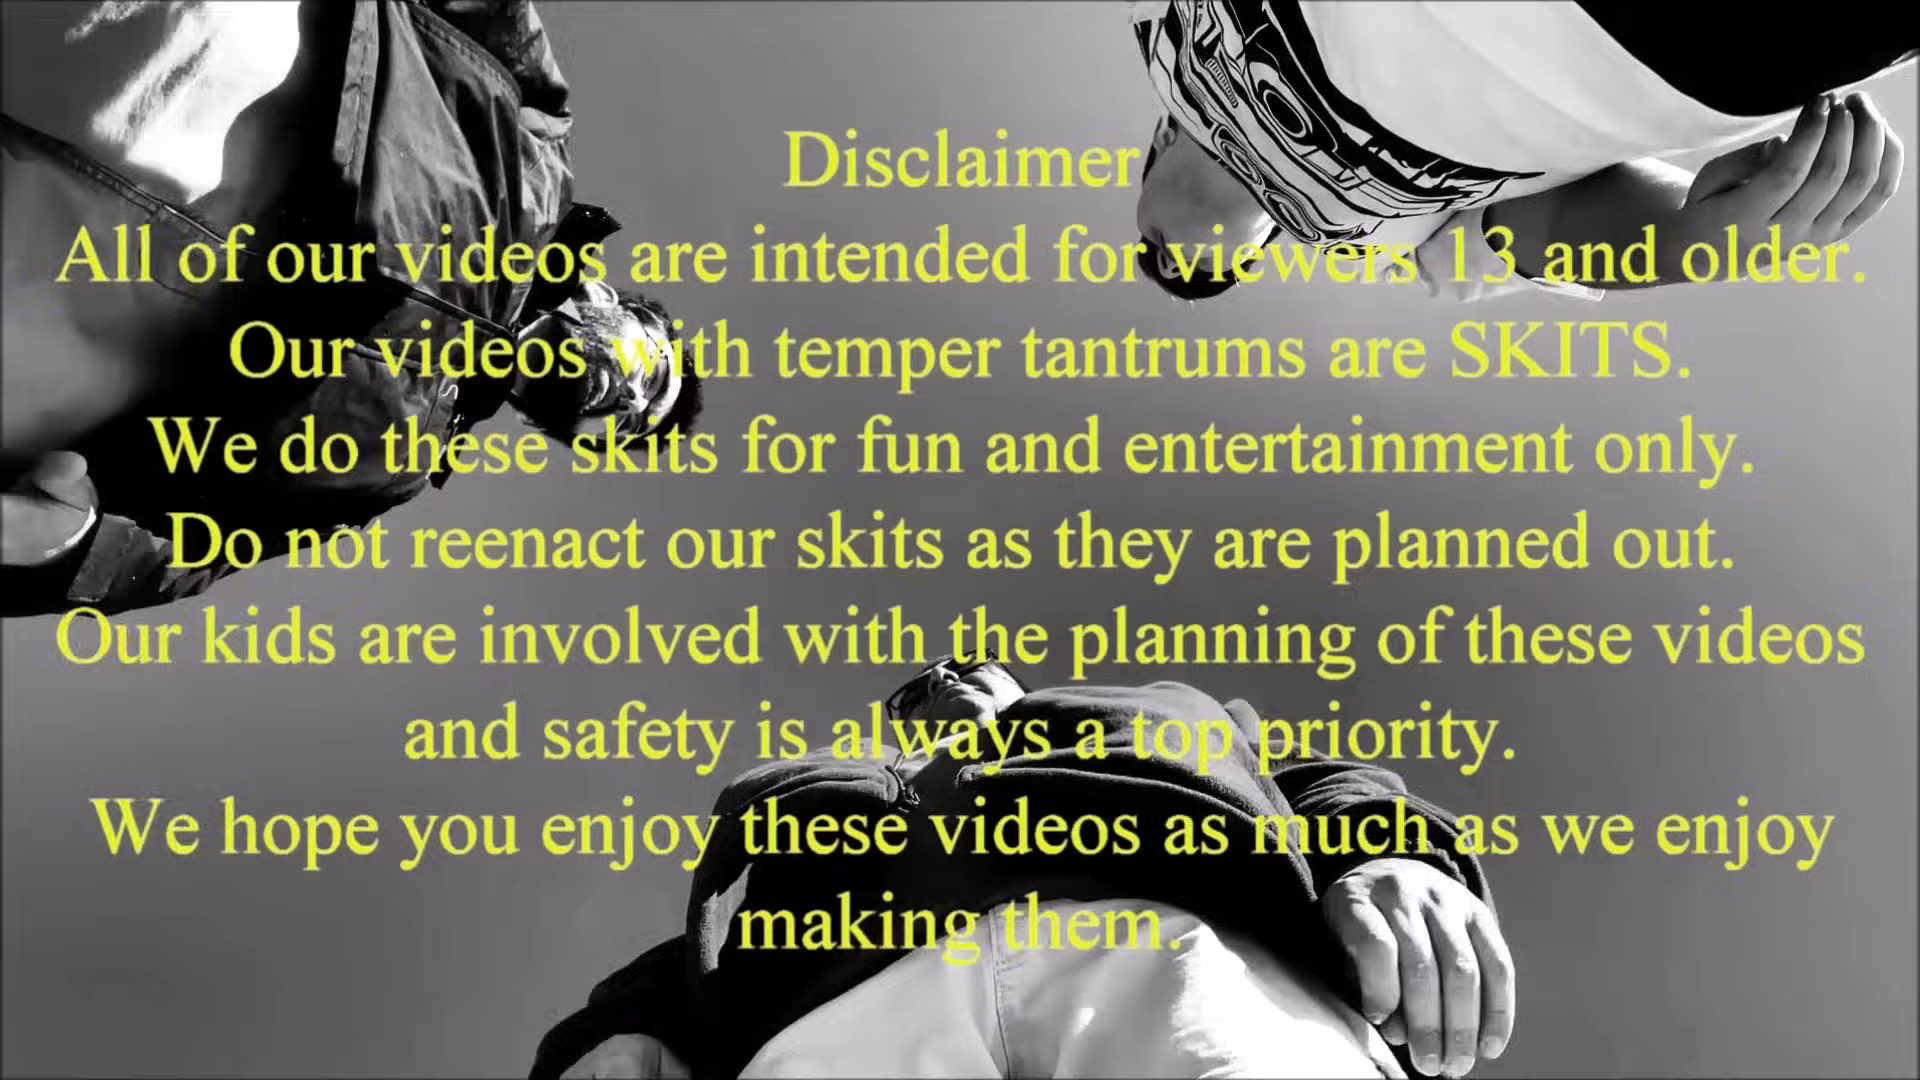 Disclaimer
All of our videos are intended for viewers 13 and older.
Our videos with temper tantrums are SKITS.
We do these skits for fun and entertainment only.
Do not reenact our skits as they are planned out.
Our kids are involved with the planning of these videos
and safety is always a top priority.
We hope you enjoy these videos as much as we enjoy
making them.